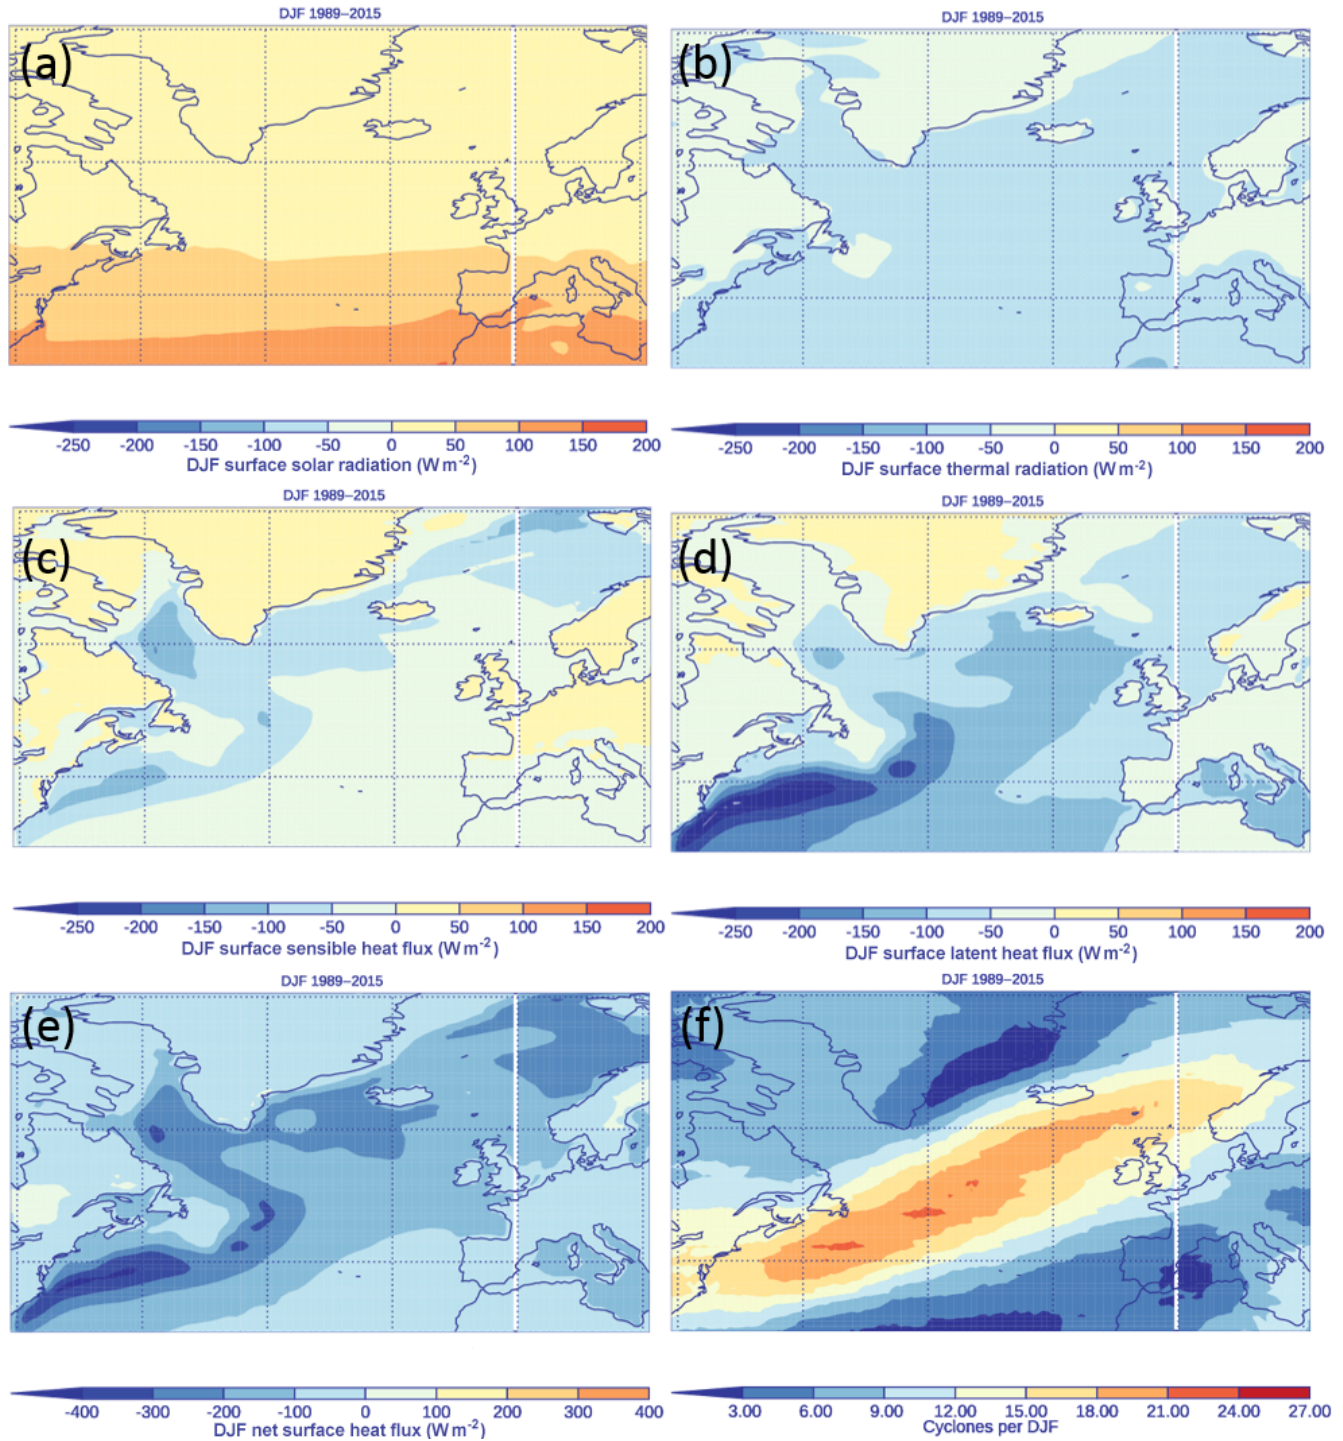 DJF 1989–2015
DJF 1989–2015
(a)
(b)
-250 -200 -150 -100 -50 0 50 100 150 200
DJF surface solar radiation (W m-2)
-250 -200 -150 -100 -50 0 50 100 150 200
DJF surface thermal radiation (W m-2)
DJF 1989–2015
DJF 1989–2015
(c)
(d)
-250 -200 -150 -100 -50 0 50 100 150 200
DJF surface sensible heat flux (W m-2)
-250 -200 -150 -100 -50 0 50 100 150 200
DJF surface latent heat flux (W m-2)
DJF 1989–2015
DJF 1989–2015
(e)
(f)
-400 -300 -200 -100 0 100 200 300 400
DJF net surface heat flux (W m-2)
3.00 6.00 9.00 12.00 15.00 18.00 21.00 24.00 27.00
Cyclones per DJF